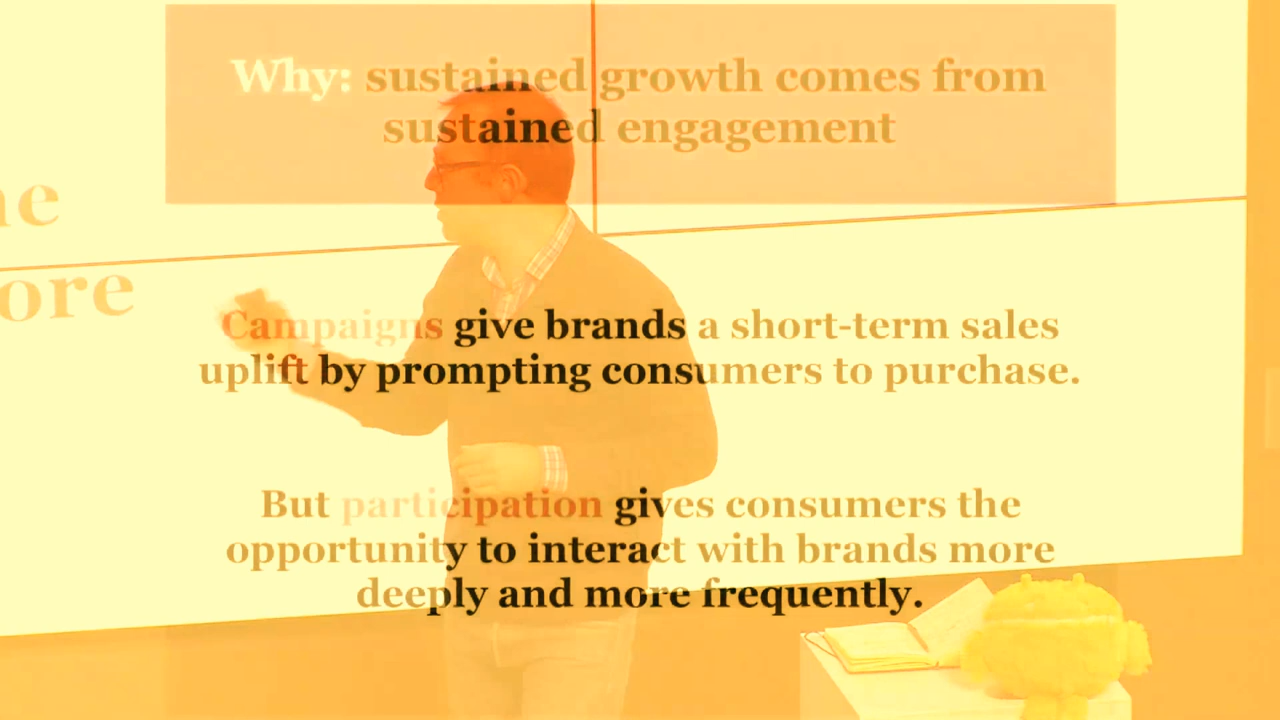 Why: sustained growth comes from
sustained engagement
ore
Campaigns give brands a short-term sales
uplift by prompting consumers to purchase.
But participation gives consumers the
opportunity to interact with brands more
deeply and more frequently.